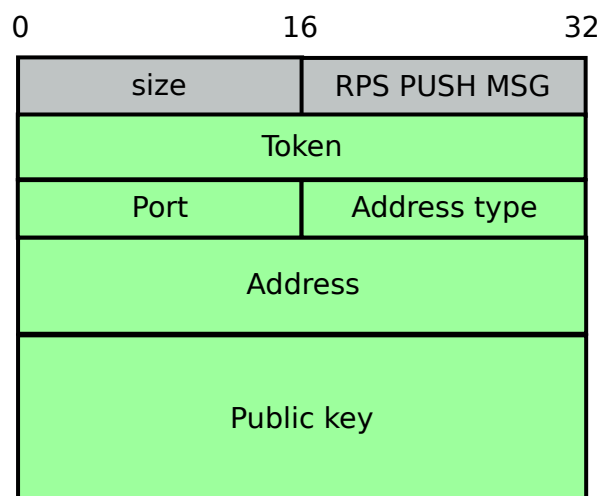 0 16 32
size RPS PUSH MSG
Token
Port Address type
Address
Public key